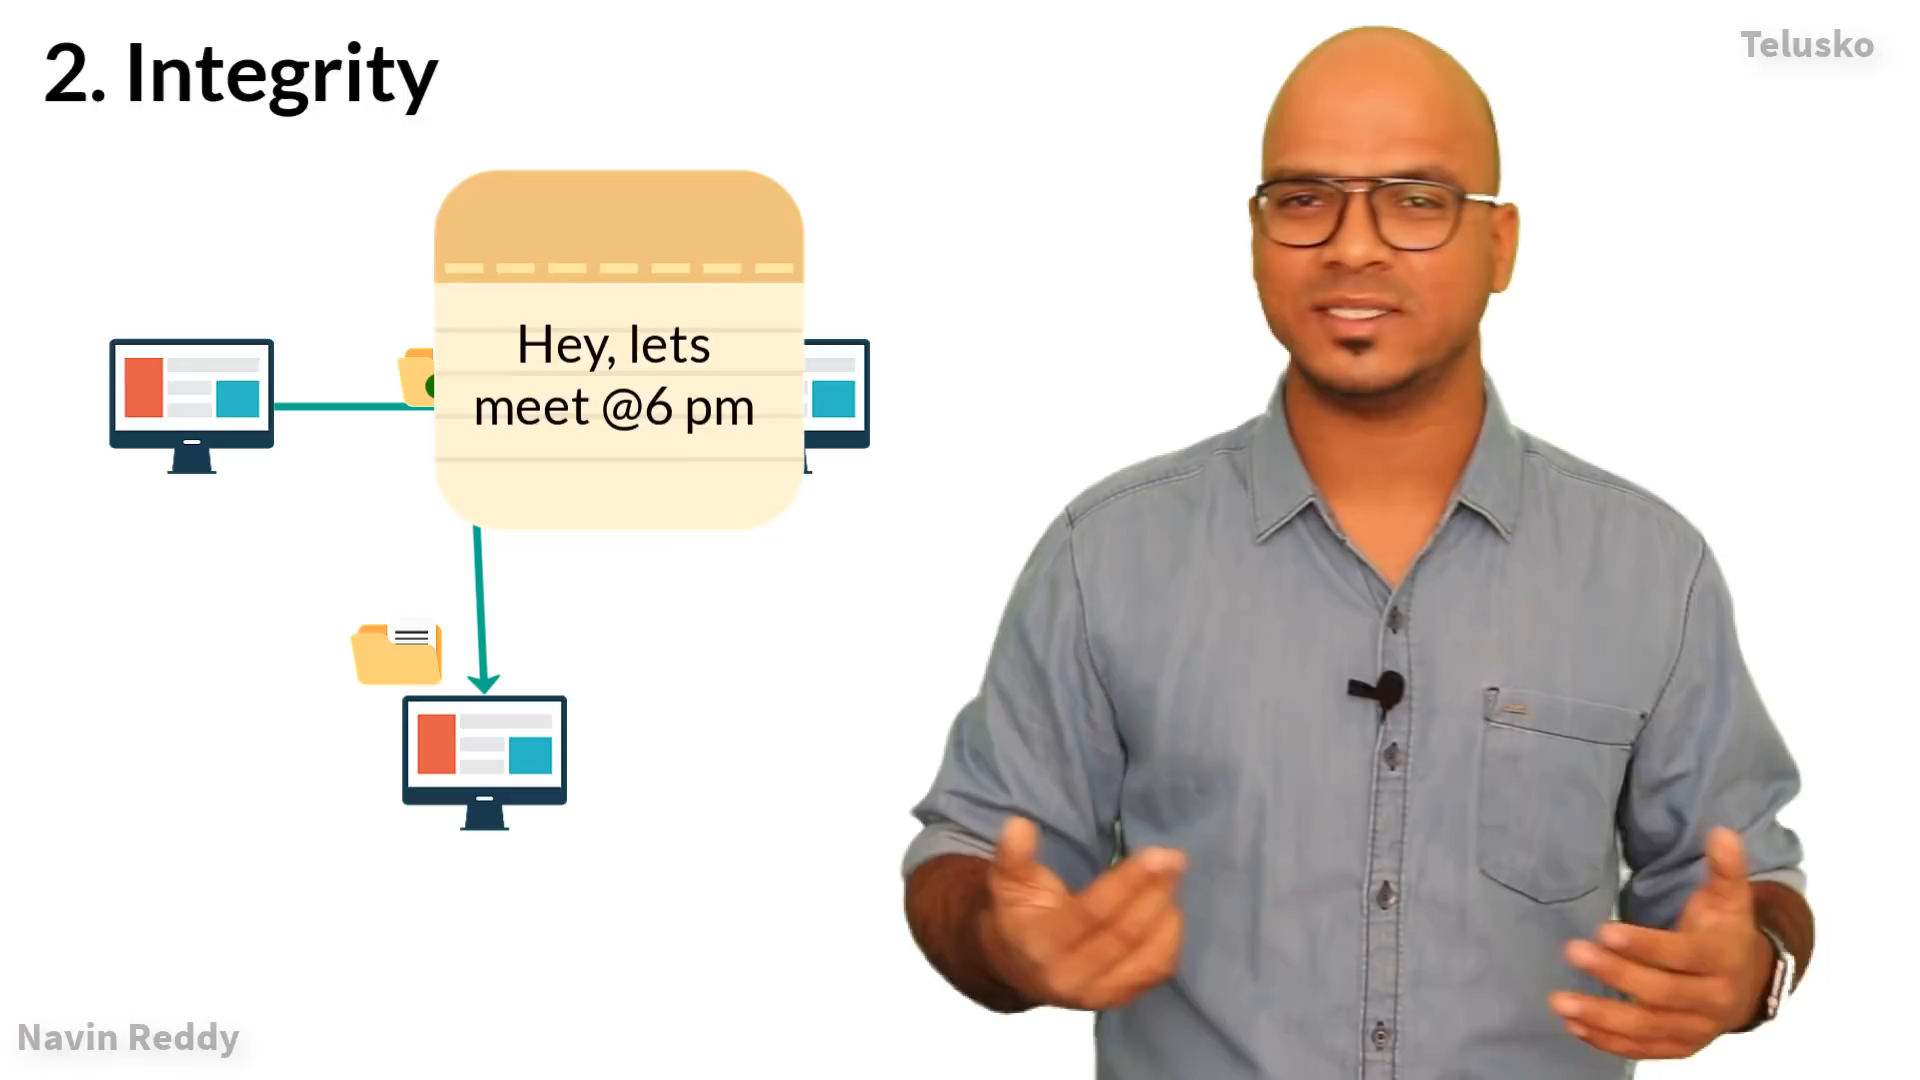 2. Integrity
Telusko
Hey, lets
meet @6 pm
Navin Reddy